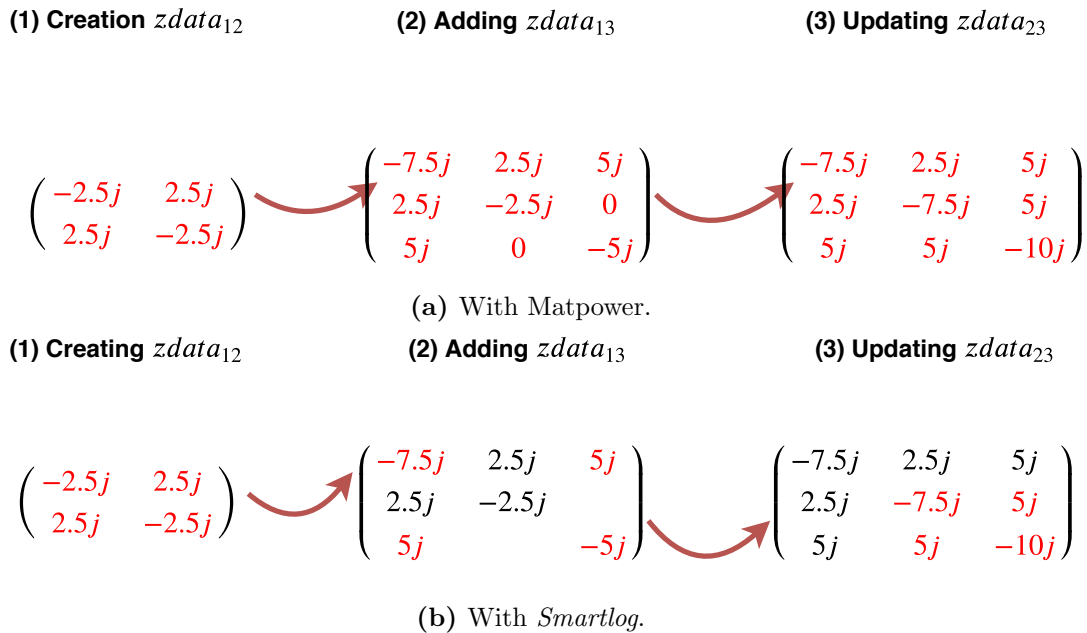 (1) Creation zdata₁₂ (2) Adding zdata₁₃ (3) Updating zdata₂₃
−7.5j 2.5j 5j −7.5j 2.5j 5j
−2.5j 2.5j 2.5j −2.5j 0 2.5j −7.5j 5j
2.5j −2.5j 5j 0 −5j 5j 5j −10j
(a) With Matpower.
(1) Creating zdata₁₂ (2) Adding zdata₁₃ (3) Updating zdata₂₃
−7.5j 2.5j 5j −7.5j 2.5j 5j
−2.5j 2.5j 2.5j −2.5j 2.5j −7.5j 5j
2.5j −2.5j 5j −5j 5j 5j −10j
(b) With Smartlog.